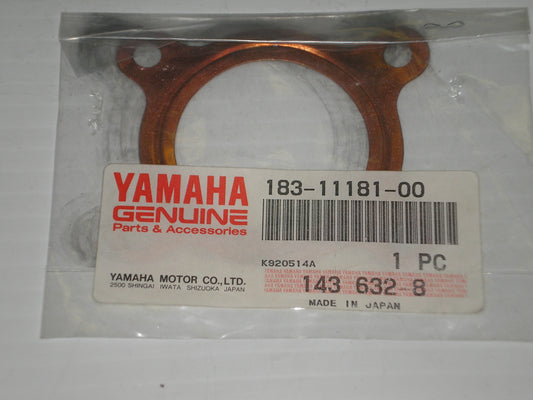 YAMAHA
GENUINE
Parts & Accessories
183-11181-00
K920514A
1 PC
YAMAHA MOTOR CO., LTD.
2500 SHINGAI IWATA SHIZUOKA JAPAN
143 632-8
MADE IN JAPAN